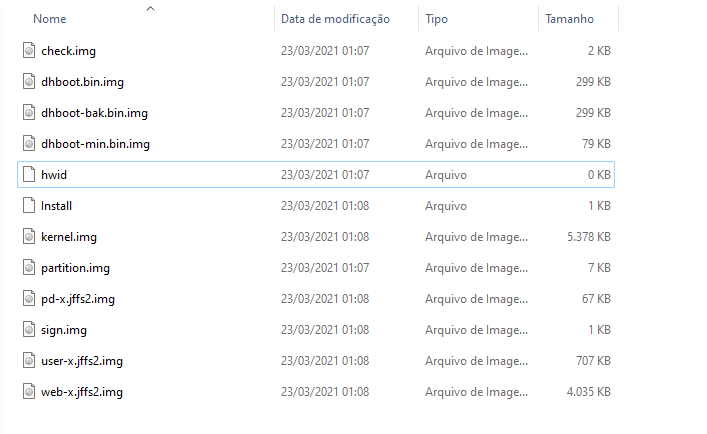 Nome Data de modificação Tipo Tamanho
check.img 23/03/2021 01:07 Arquivo de Image... 2 KB
dhboot.bin.img 23/03/2021 01:07 Arquivo de Image... 299 KB
dhboot-bak.bin.img 23/03/2021 01:07 Arquivo de Image... 299 KB
dhboot-min.bin.img 23/03/2021 01:07 Arquivo de Image... 79 KB
hwid 23/03/2021 01:07 Arquivo 0 KB
Install 23/03/2021 01:08 Arquivo 1 KB
kernel.img 23/03/2021 01:08 Arquivo de Image... 5.378 KB
partition.img 23/03/2021 01:07 Arquivo de Image... 7 KB
pd-x.jffs2.img 23/03/2021 01:08 Arquivo de Image... 67 KB
sign.img 23/03/2021 01:08 Arquivo de Image... 1 KB
user-x.jffs2.img 23/03/2021 01:08 Arquivo de Image... 707 KB
web-x.jffs2.img 23/03/2021 01:08 Arquivo de Image... 4.035 KB